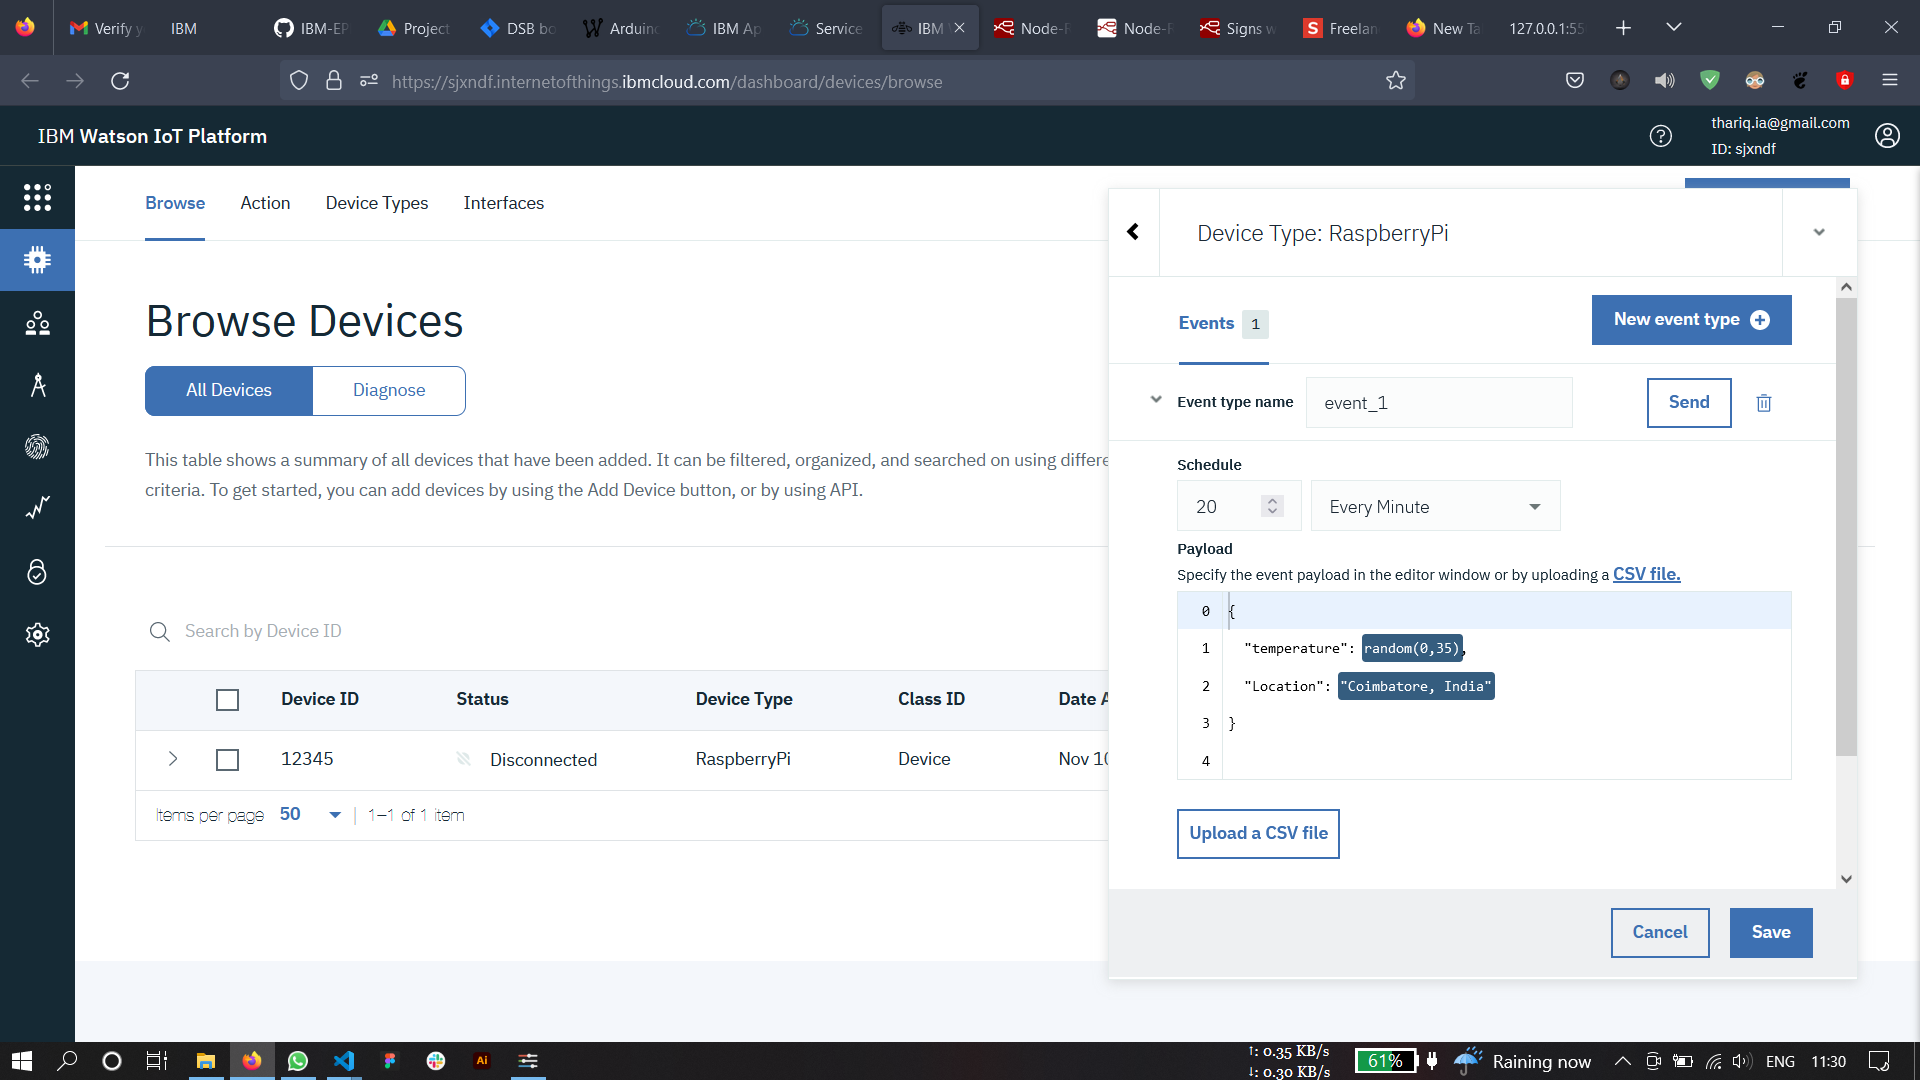 Verify y
IBM
IBM-EP
Project
DSB bo
Arduin
IBM Ap
Service
IBM
Node-R
Node-R
Signs w
Freelan
New Ta
127.0.0.1:55
https://sjxndf.internetofthings.ibmcloud.com/dashboard/devices/browse
IBM Watson IoT Platform
thariq.ia@gmail.com
ID: sjxndf
Browse
Action
Device Types
Interfaces
Browse Devices
All Devices
Diagnose
This table shows a summary of all devices that have been added. It can be filtered, organized, and searched on using differe
criteria. To get started, you can add devices by using the Add Device button, or by using API.
Search by Device ID
Device ID Status Device Type Class ID Date A
12345 Disconnected RaspberryPi Device Nov 10
Items per page 50 | 1–1 of 1 item
Device Type: RaspberryPi
Events 1
New event type
Event type name event_1
Send
Schedule
20 Every Minute
Payload
Specify the event payload in the editor window or by uploading a CSV file.
0 {
1 "temperature": random(0,35),
2 "Location": "Coimbatore, India"
3 }
4
Upload a CSV file
Cancel
Save
Ai
↑: 0.35 KB/s
↓: 0.30 KB/s
61%
Raining now
ENG
11:30